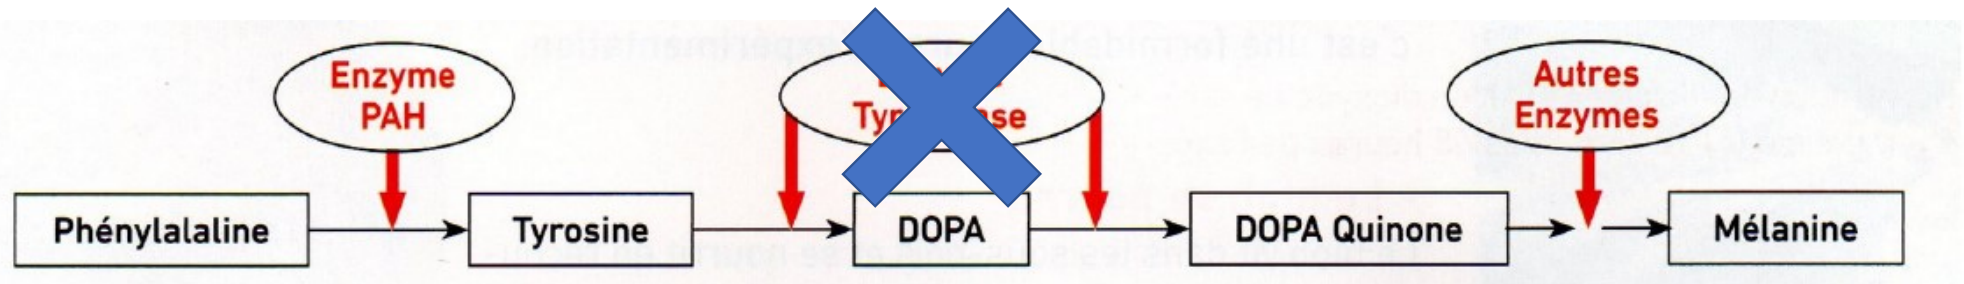 Enzyme
PAH
Autres
Enzymes
Phénylalaline
Tyrosine
DOPA
DOPA Quinone
Mélanine